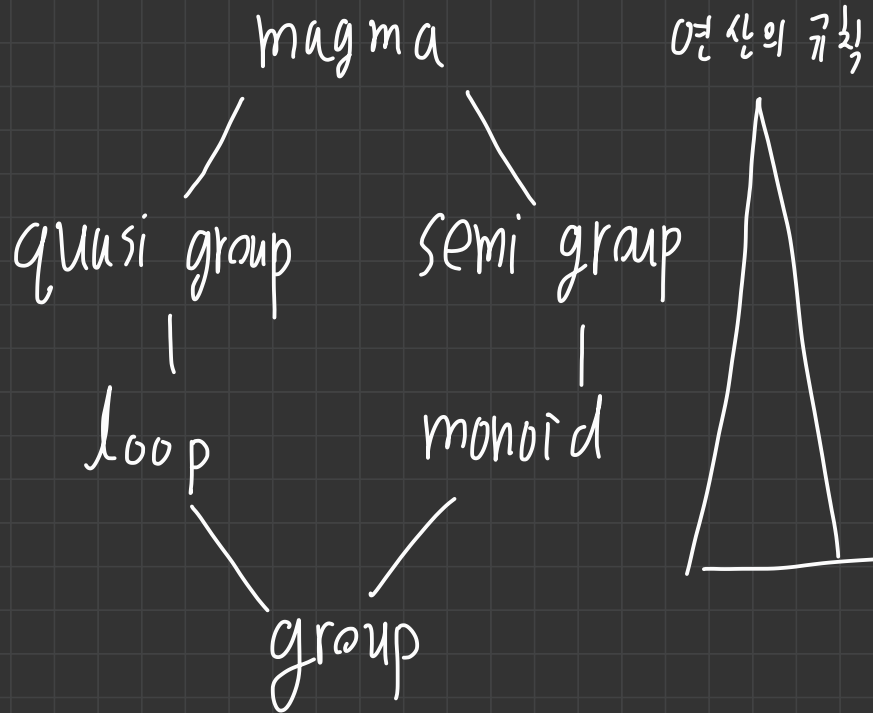 magma 연산의 규칙
quasi group semi group
loop monoid
group